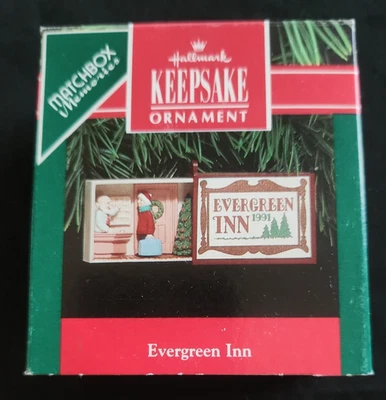 MATCHBOX
Memories
Hallmark
KEEPSAKE
ORNAMENT
EVERGREEN
INN 1991
Evergreen Inn